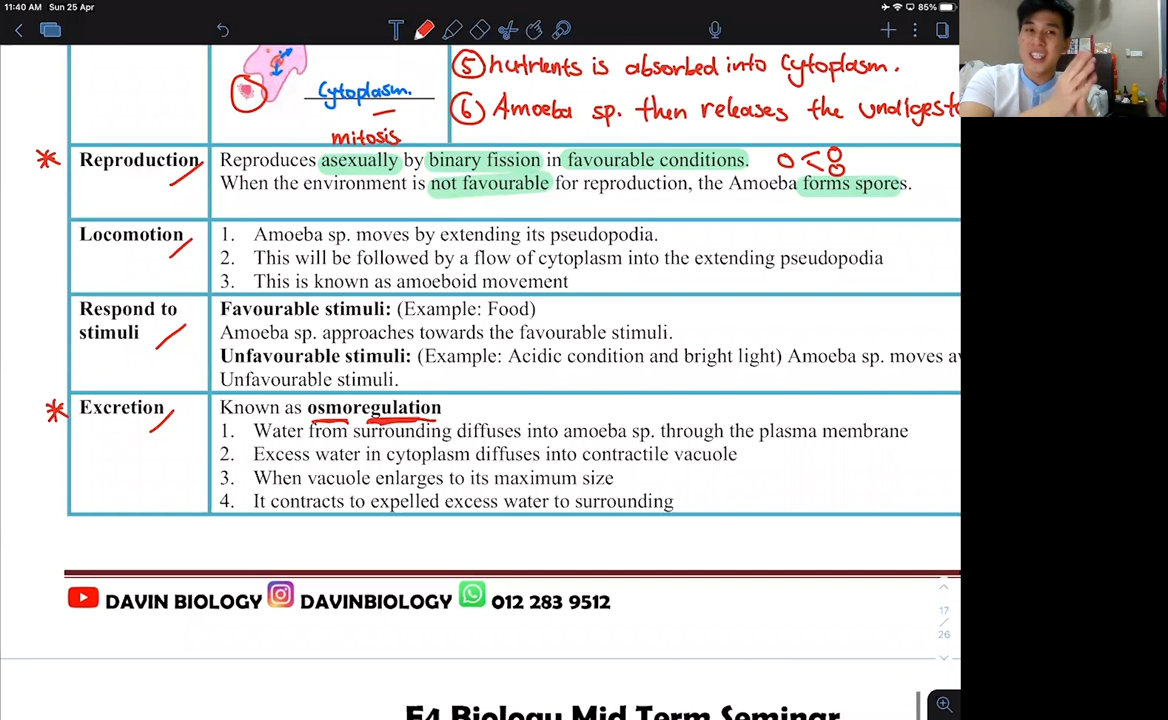 11:40 AM Sun 25 Apr
85%
Cytoplasm.
⑤ nutrients is absorbed into cytoplasm.
⑥ Amoeba sp. then releases the undigest
mitosis
* Reproduction
Reproduces asexually by binary fission in favourable conditions.
When the environment is not favourable for reproduction, the Amoeba forms spores.
Locomotion
1. Amoeba sp. moves by extending its pseudopodia.
2. This will be followed by a flow of cytoplasm into the extending pseudopodia
3. This is known as amoeboid movement
Respond to
stimuli
Favourable stimuli: (Example: Food)
Amoeba sp. approaches towards the favourable stimuli.
Unfavourable stimuli: (Example: Acidic condition and bright light) Amoeba sp. moves a
Unfavourable stimuli.
* Excretion
Known as osmoregulation
1. Water from surrounding diffuses into amoeba sp. through the plasma membrane
2. Excess water in cytoplasm diffuses into contractile vacuole
3. When vacuole enlarges to its maximum size
4. It contracts to expelled excess water to surrounding
DAVIN BIOLOGY DAVINBIOLOGY 012 283 9512
17
/
26
F4 Biology Mid Term Seminar